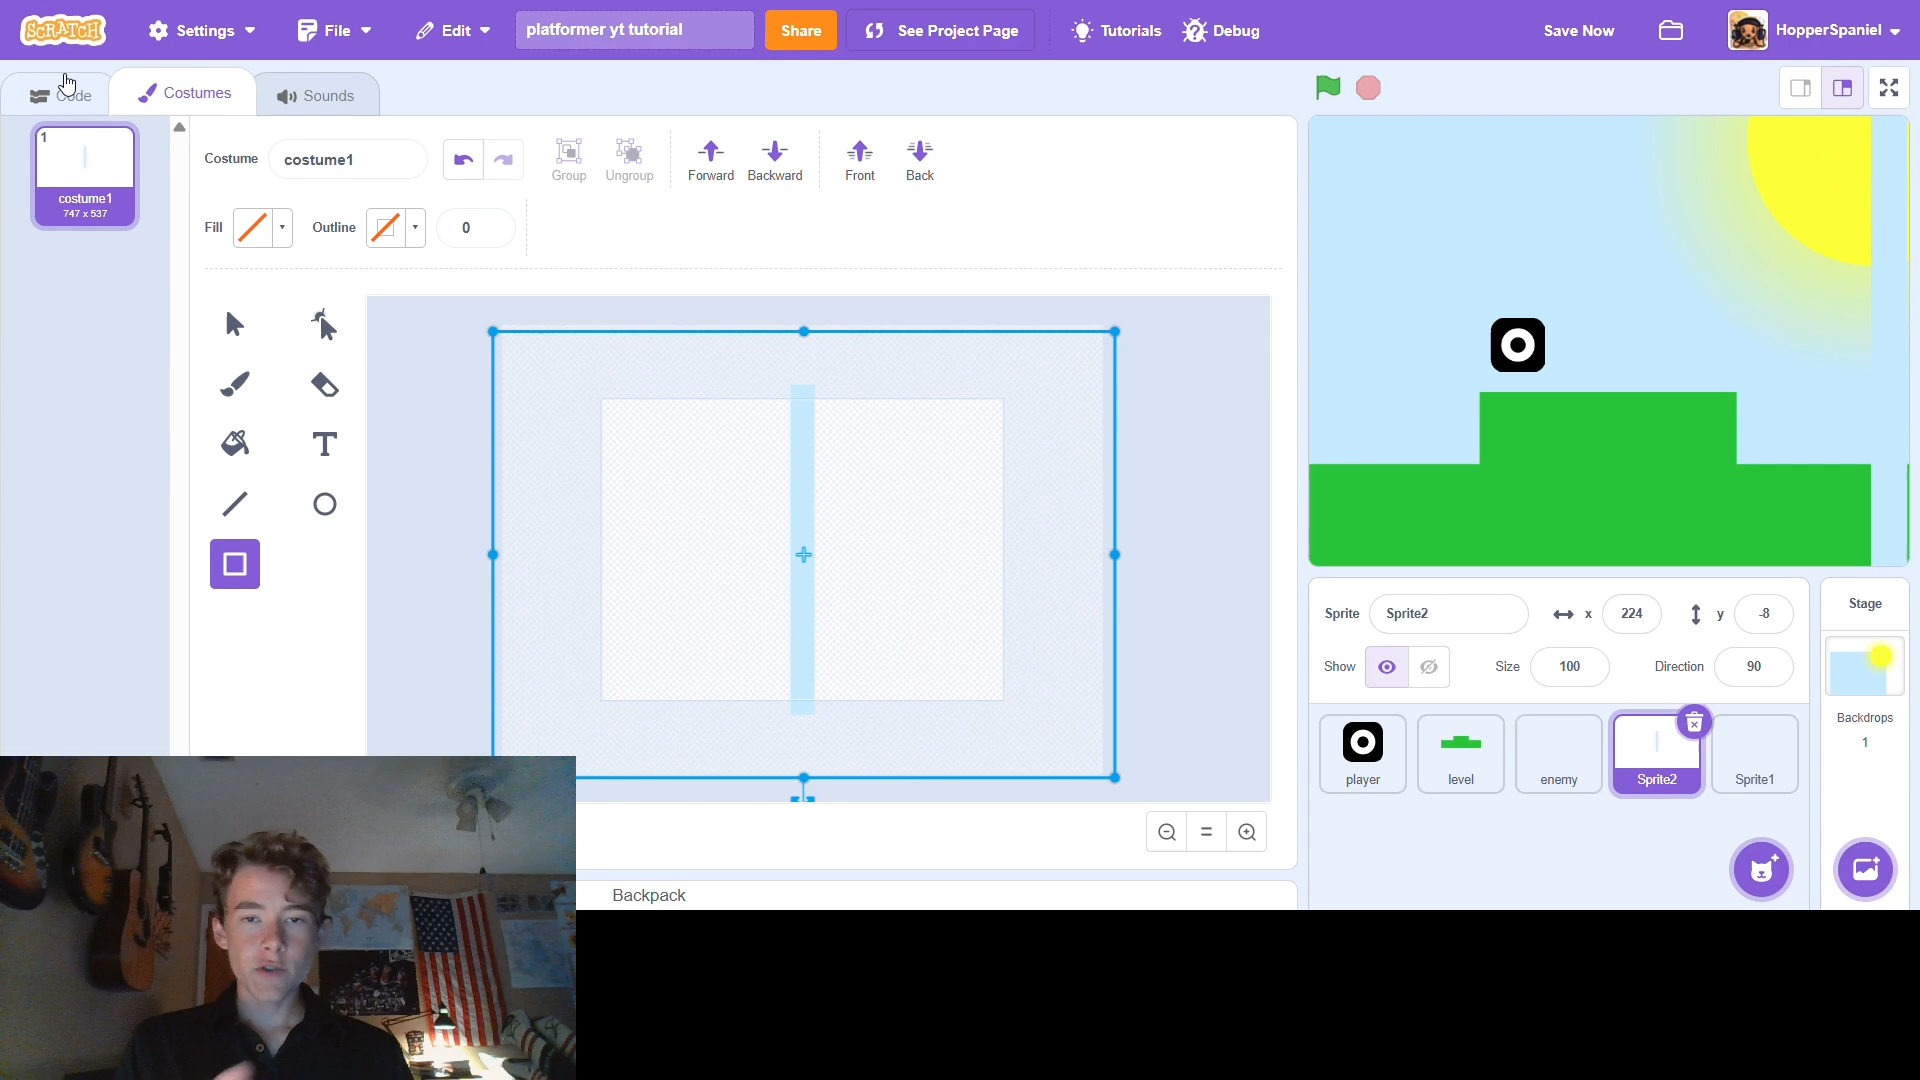 SCRATCH
Settings
File
Edit
platformer yt tutorial
Share
See Project Page
Tutorials
Debug
Save Now
HopperSpaniel
Code
Costumes
Sounds
1
costume1
747 x 537
Costume
costume1
Group
Ungroup
Forward
Backward
Front
Back
Fill
Outline
0
T
Sprite
Sprite2
x
224
y
-8
Show
Size
100
Direction
90
Stage
Backdrops
1
player
level
enemy
Sprite2
Sprite1
Backpack